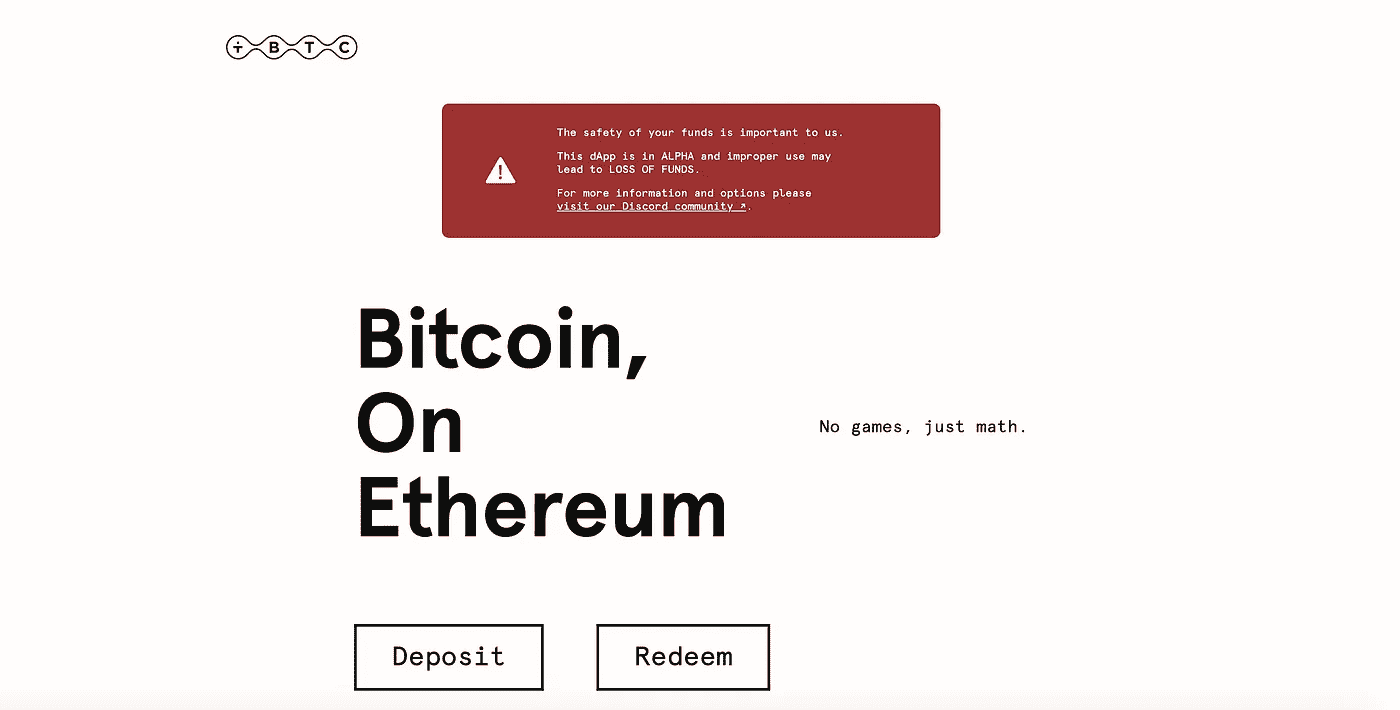 TBTC
The safety of your funds is important to us.
This dApp is in ALPHA and improper use may
lead to LOSS OF FUNDS.
For more information and options please
visit our Discord community ↗.
Bitcoin,
On
Ethereum
No games, just math.
Deposit
Redeem